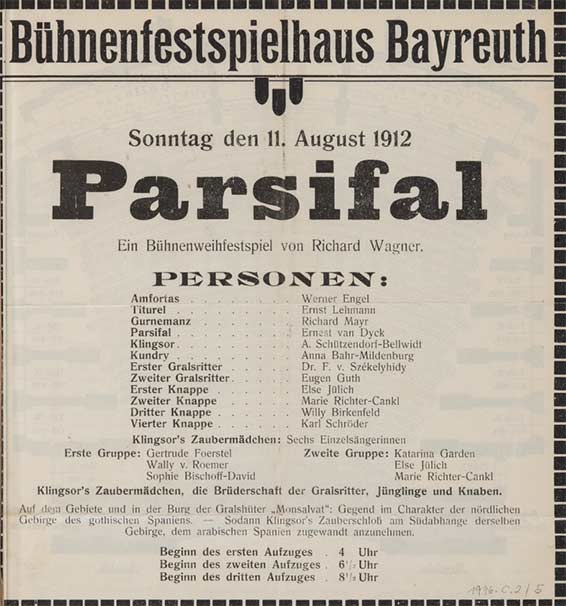 Bühnenfestspielhaus Bayreuth
Sonntag den 11. August 1912
Parsifal
Ein Bühnenweihfestspiel von Richard Wagner.
PERSONEN:
Amfortas . . . . . . . Werner Engel
Titurel . . . . . . . Ernst Lehmann
Gurnemanz . . . . . . . Richard Mayr
Parsifal . . . . . . . Ernest van Dyck
Klingsor . . . . . . . A. Schützendorf-Bellwidt
Kundry . . . . . . . Anna Bahr-Mildenburg
Erster Gralsritter . . . . Dr. F. v. Székelyhidy
Zweiter Gralsritter . . . . Eugen Guth
Erster Knappe . . . . . Else Jülich
Zweiter Knappe . . . . . Marie Richter-Cankl
Dritter Knappe . . . . . Willy Birkenfeld
Vierter Knappe . . . . . Karl Schröder
Klingsor's Zaubermädchen: Sechs Einzelsängerinnen
Erste Gruppe: Gertrude Foerstel Zweite Gruppe: Katarina Garden
Wally v. Roemer Else Jülich
Sophie Bischoff-David Marie Richter-Cankl
Klingsor's Zaubermädchen, die Brüderschaft der Gralsritter, Jünglinge und Knaben.
Auf dem Gebiete und in der Burg der Gralshüter „Monsalvat": Gegend im Charakter der nördlichen
Gebirge des gothischen Spaniens. — Sodann Klingsor's Zauberschloß am Südabhange derselben
Gebirge, dem arabischen Spanien zugewandt anzunehmen.
Beginn des ersten Aufzuges . 4 Uhr
Beginn des zweiten Aufzuges . 6½ Uhr
Beginn des dritten Aufzuges . 8½ Uhr